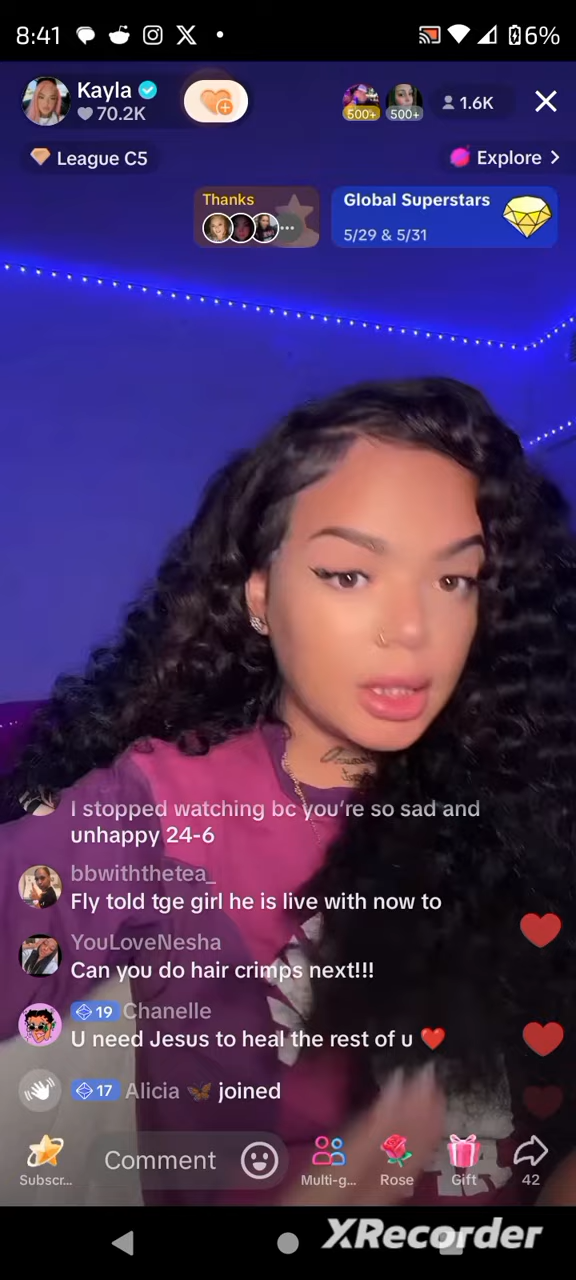 8:41
6%
Kayla
70.2K
500+
500+
1.6K
League C5
Explore
Thanks
Global Superstars
5/29 & 5/31
I stopped watching bc you're so sad and
unhappy 24-6
bbwiththetea_
Fly told tge girl he is live with now to
YouLoveNesha
Can you do hair crimps next!!!
19 Chanelle
U need Jesus to heal the rest of u ❤️
17 Alicia 🦋 joined
Comment
Subscr...
Multi-g...
Rose
Gift
42
XRecorder